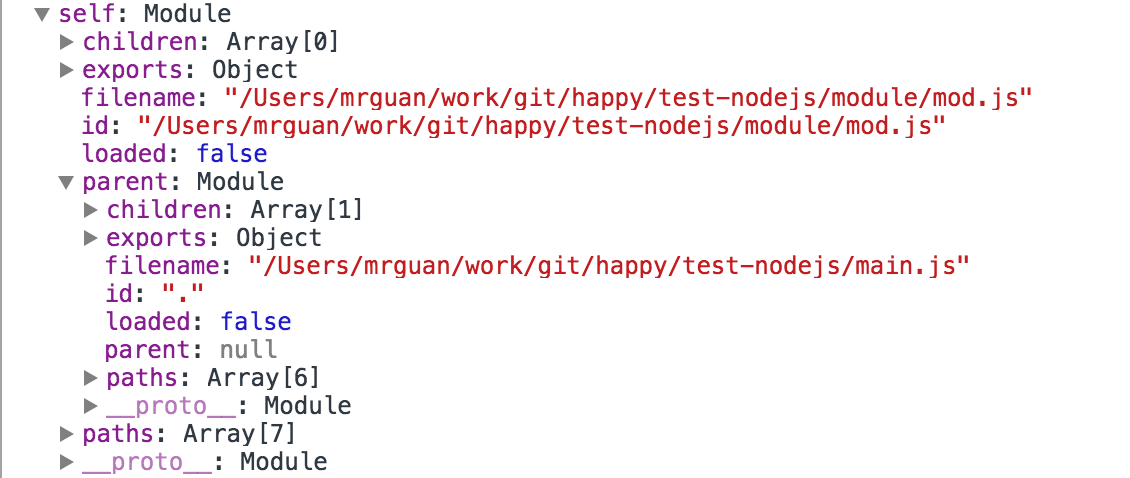 ▼ self: Module
▶ children: Array[0]
▶ exports: Object
filename: "/Users/mrguan/work/git/happy/test-nodejs/module/mod.js"
id: "/Users/mrguan/work/git/happy/test-nodejs/module/mod.js"
loaded: false
▼ parent: Module
▶ children: Array[1]
▶ exports: Object
filename: "/Users/mrguan/work/git/happy/test-nodejs/main.js"
id: "."
loaded: false
parent: null
▶ paths: Array[6]
▶ __proto__: Module
▶ paths: Array[7]
▶ __proto__: Module